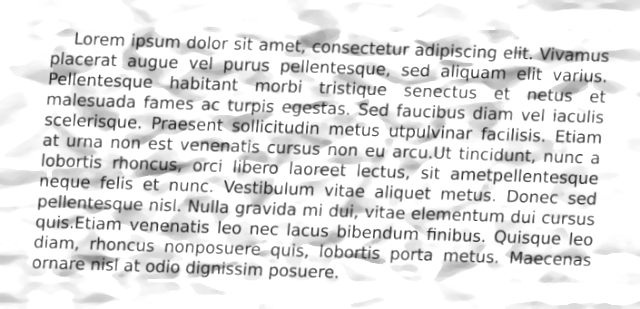 Lorem ipsum dolor sit amet, consectetur adipiscing elit. Vivamus
placerat augue vel purus pellentesque, sed aliquam elit varius.
Pellentesque habitant morbi tristique senectus et netus et
malesuada fames ac turpis egestas. Sed faucibus diam vel iaculis
scelerisque. Praesent sollicitudin metus utpulvinar facilisis. Etiam
at urna non est venenatis cursus non eu arcu.Ut tincidunt, nunc a
lobortis rhoncus, orci libero laoreet lectus, sit ametpellentesque
neque felis et nunc. Vestibulum vitae aliquet metus. Donec sed
pellentesque nisl. Nulla gravida mi dui, vitae elementum dui cursus
quis.Etiam venenatis leo nec lacus bibendum finibus. Quisque leo
diam, rhoncus nonposuere quis, lobortis porta metus. Maecenas
ornare nisl at odio dignissim posuere.